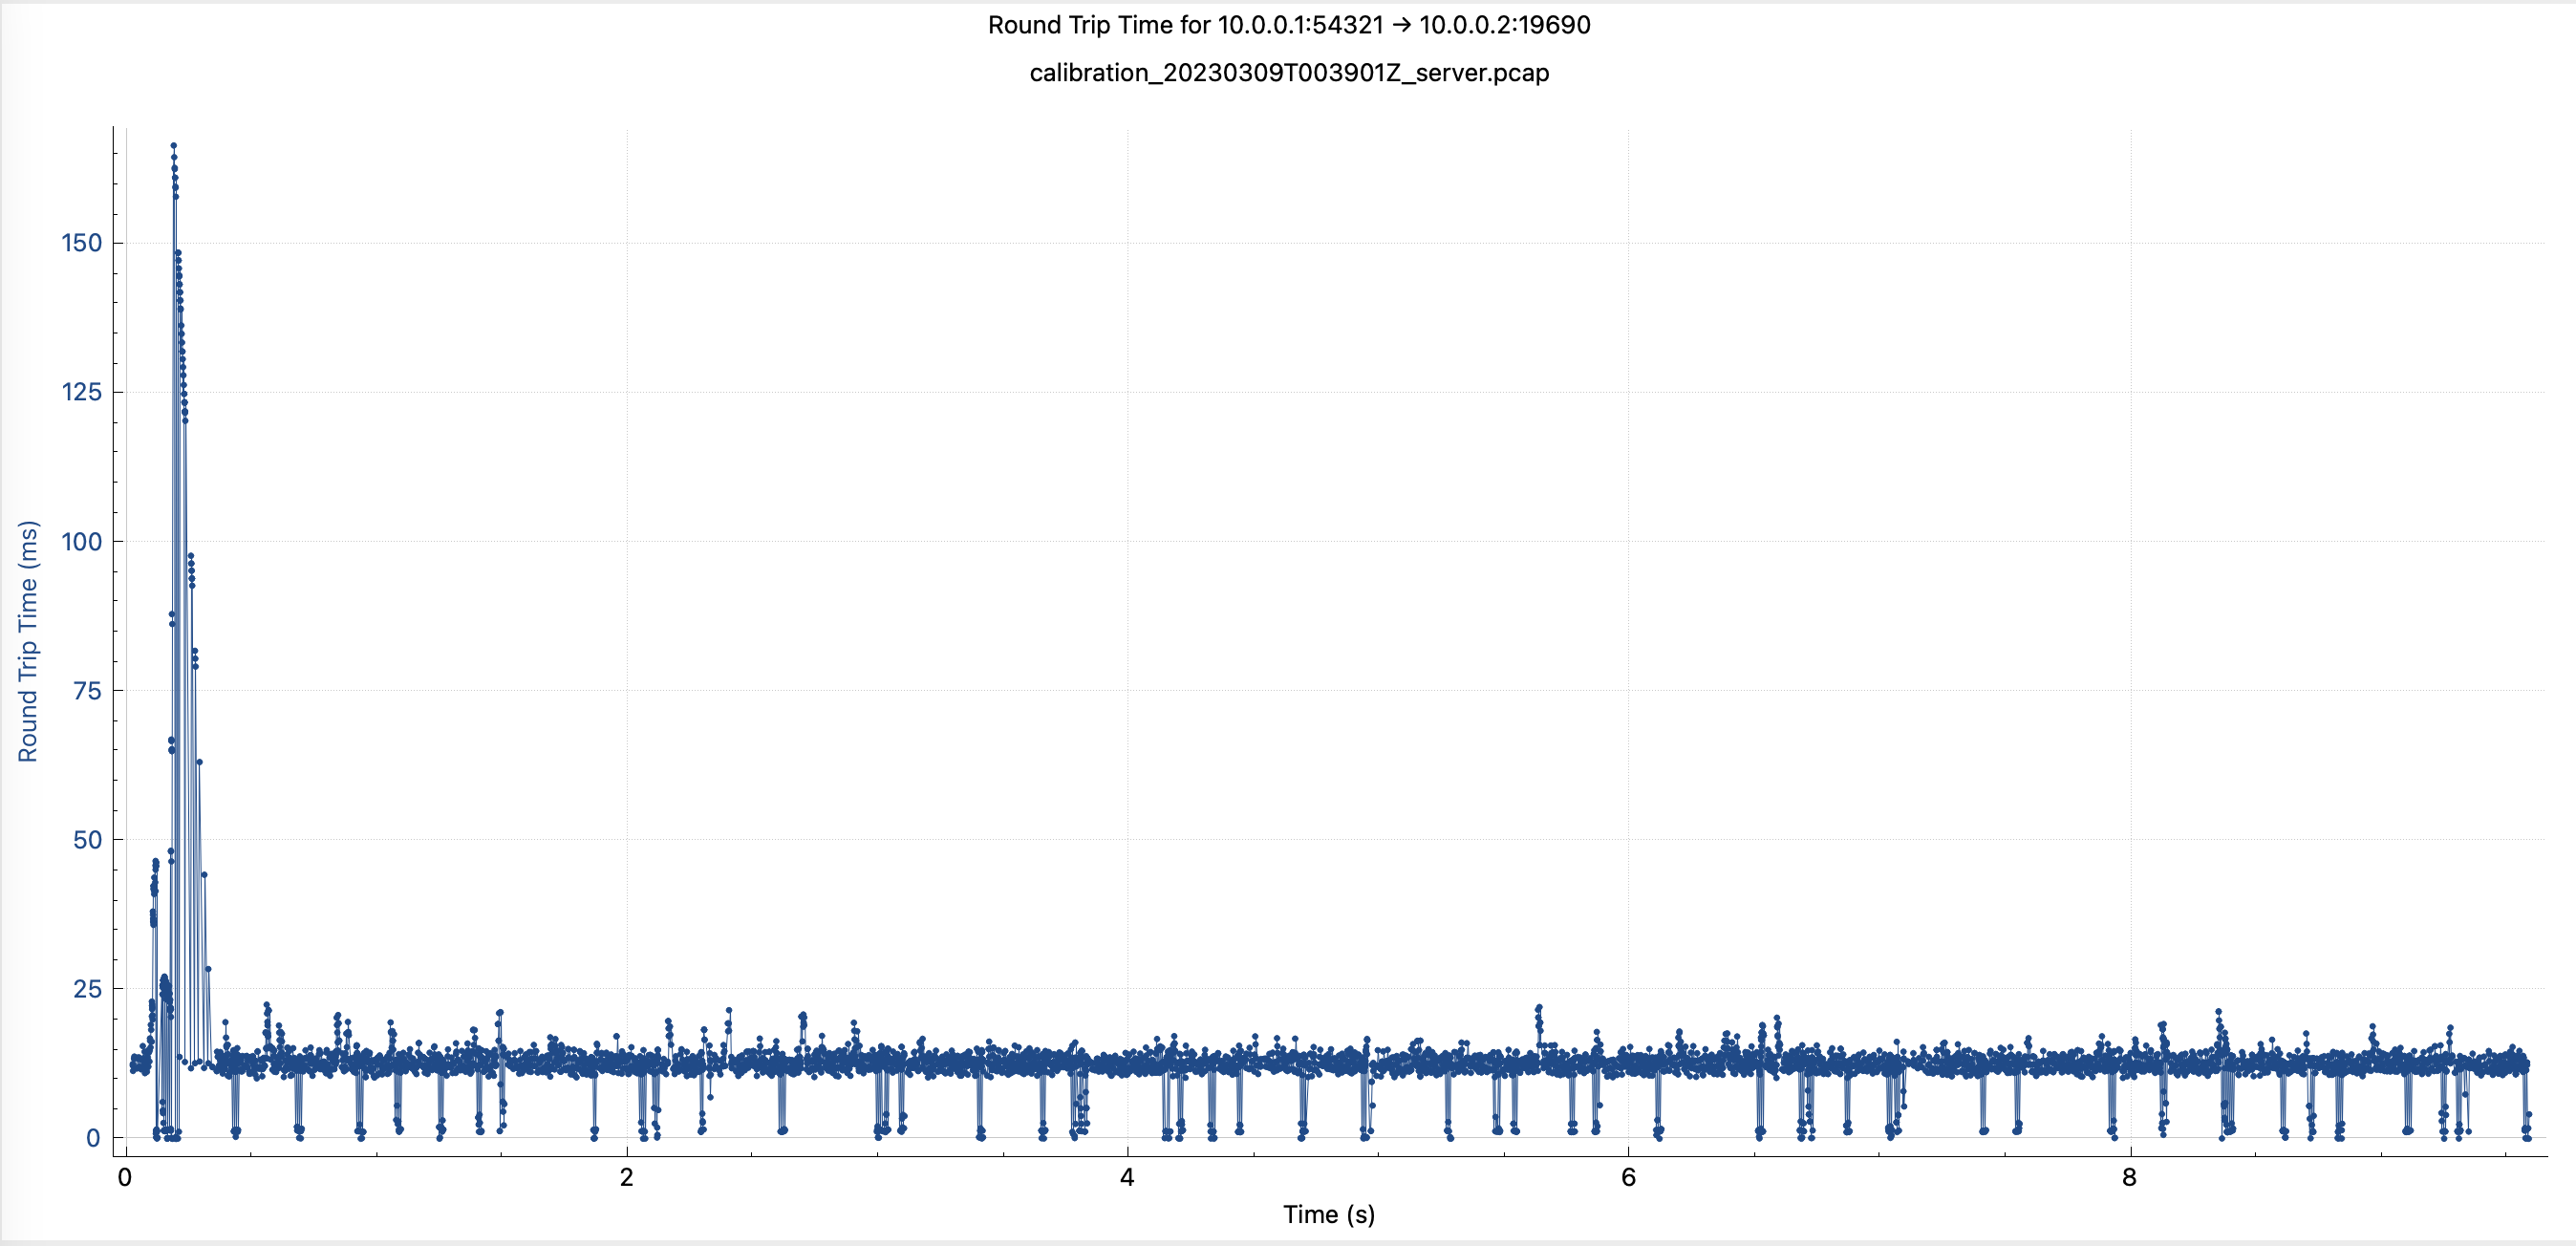 Round Trip Time for 10.0.0.1:54321 → 10.0.0.2:19690
calibration_20230309T003901Z_server.pcap
Round Trip Time (ms)
150
125
100
75
50
25
0
0 2 4 6 8
Time (s)